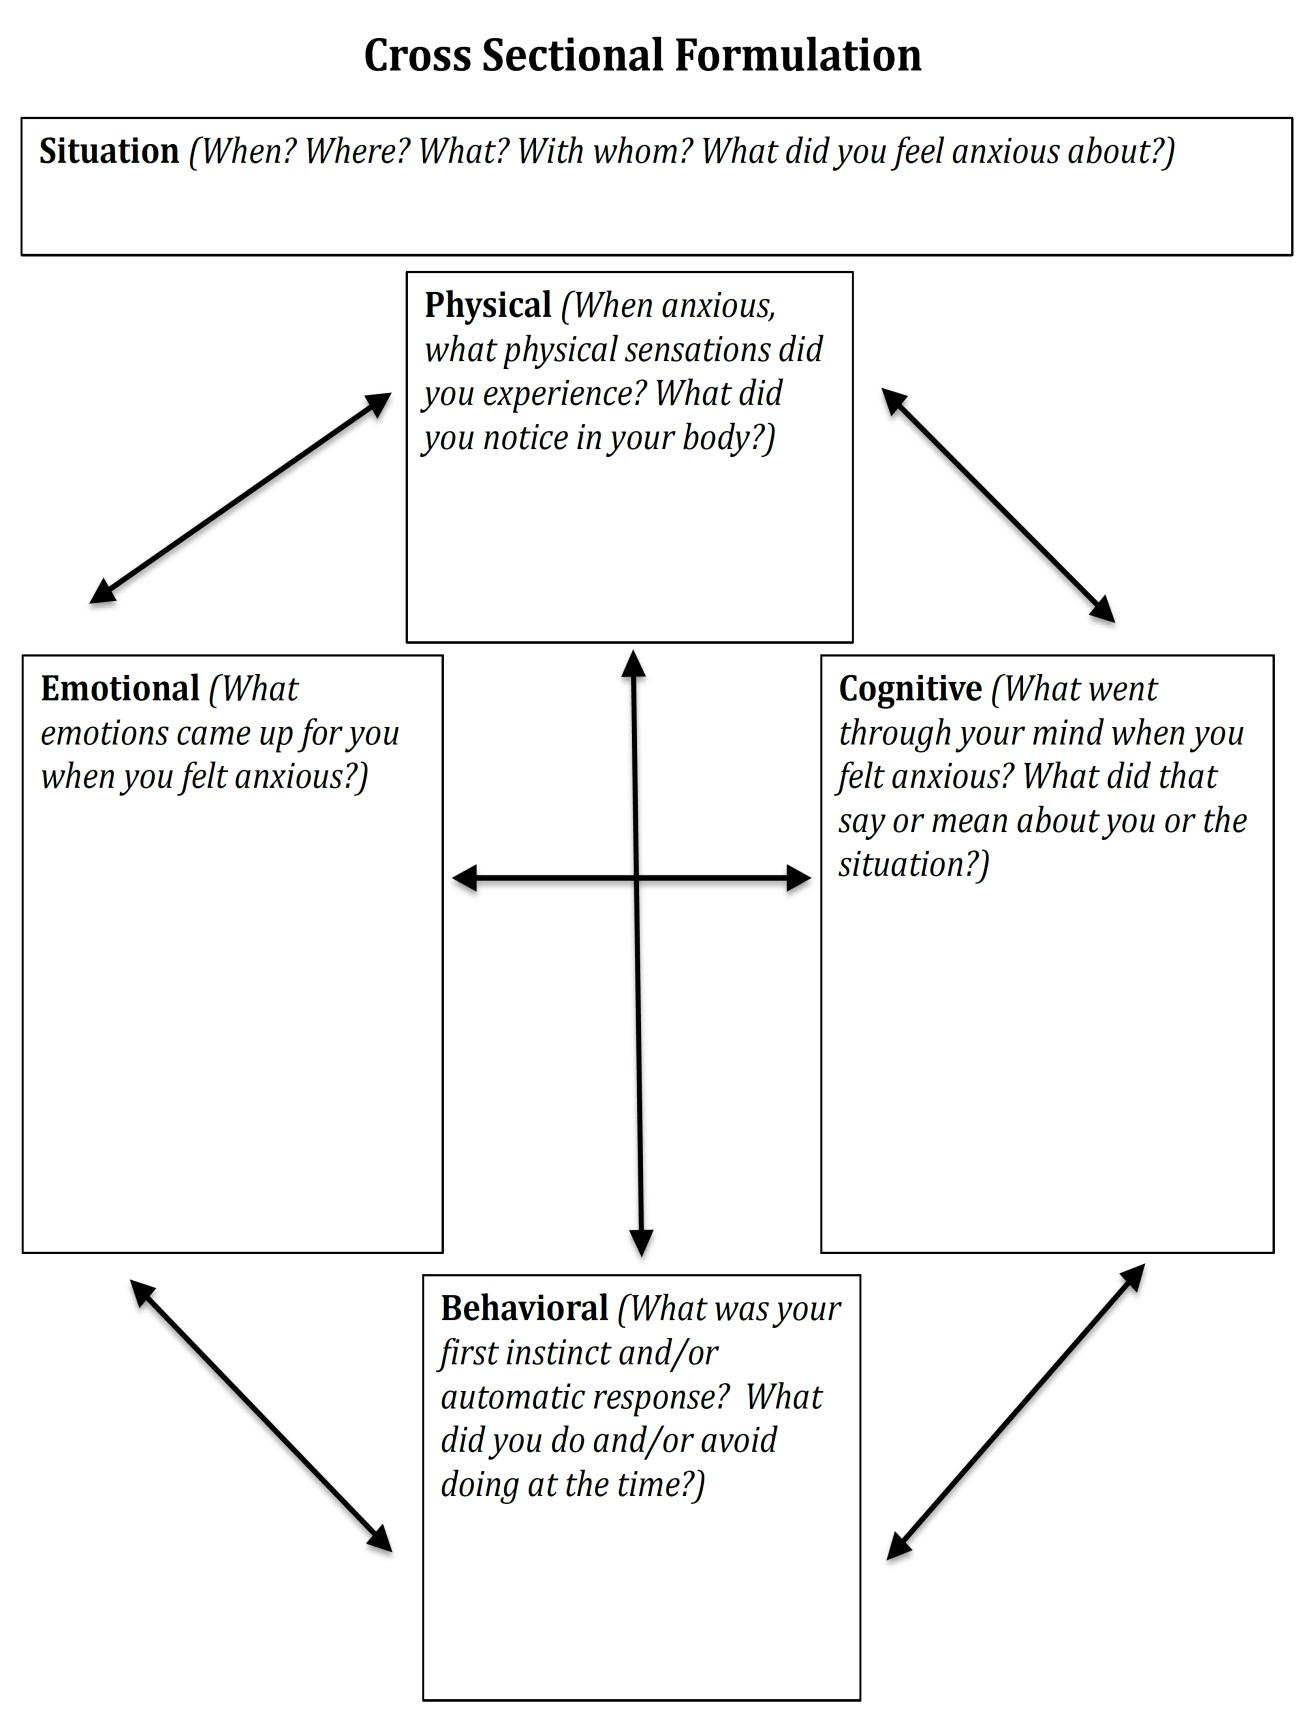 Cross Sectional Formulation
Situation (When? Where? What? With whom? What did you feel anxious about?)
Physical (When anxious,
what physical sensations did
you experience? What did
you notice in your body?)
Emotional (What
emotions came up for you
when you felt anxious?)
Cognitive (What went
through your mind when you
felt anxious? What did that
say or mean about you or the
situation?)
Behavioral (What was your
first instinct and/or
automatic response?  What
did you do and/or avoid
doing at the time?)